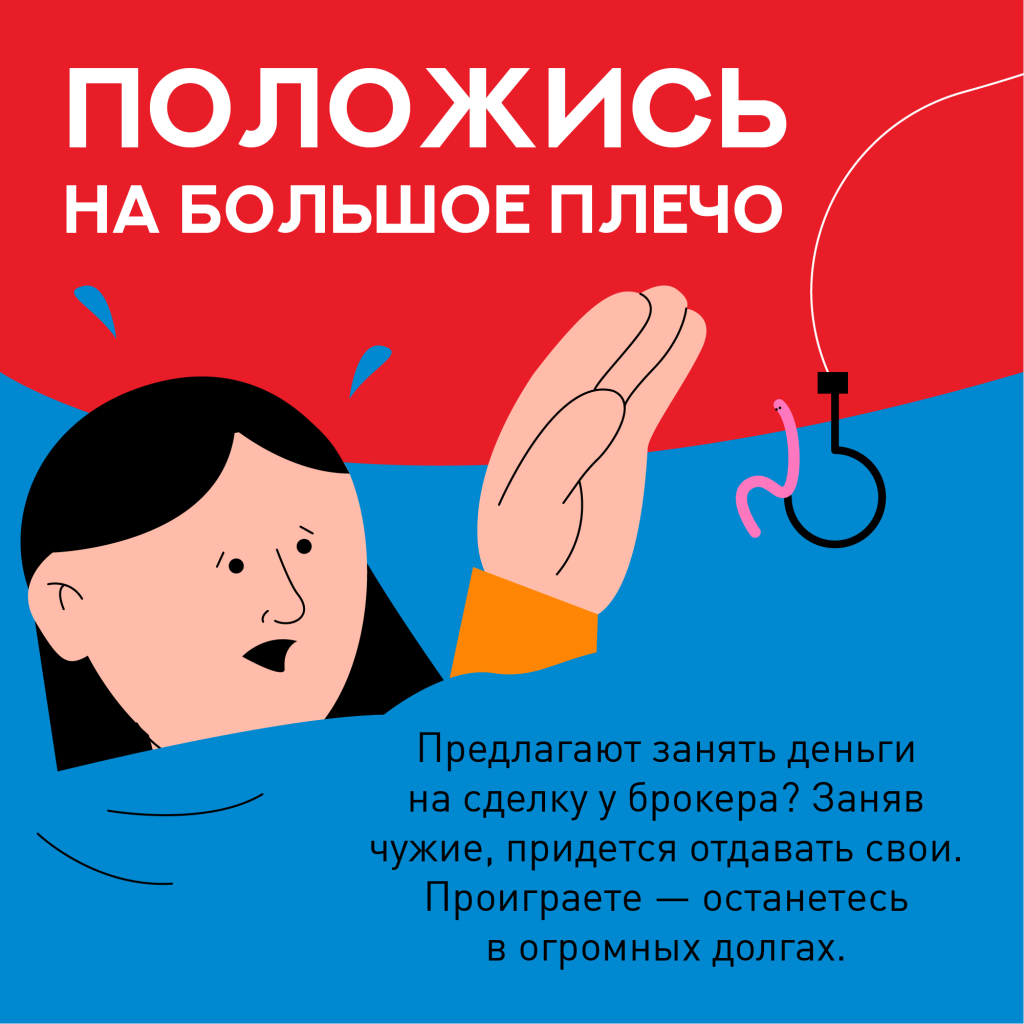 ПОЛОЖИСЬ
НА БОЛЬШОЕ ПЛЕЧО
Предлагают занять деньги
на сделку у брокера? Заняв
чужие, придется отдавать свои.
Проиграете — останетесь
в огромных долгах.